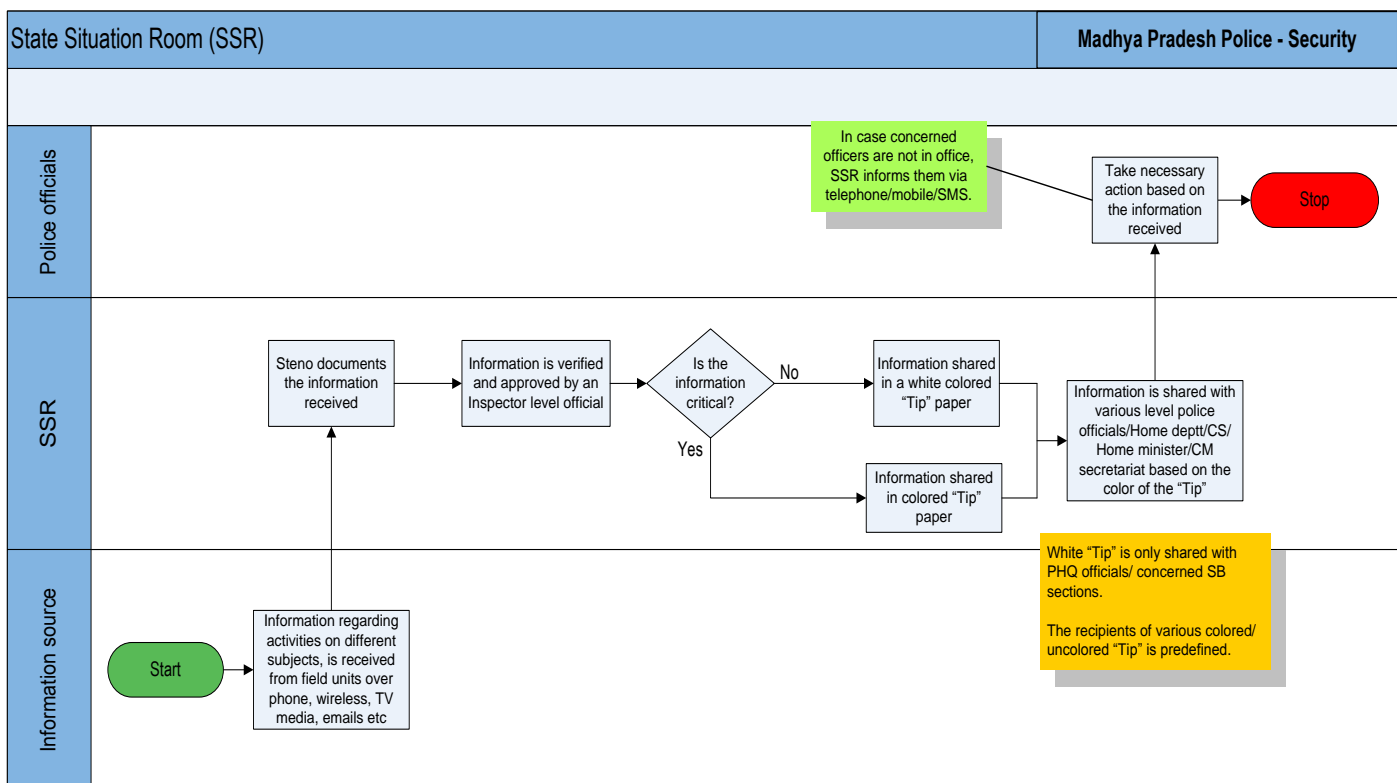 State Situation Room (SSR)
Madhya Pradesh Police - Security
Police officials
In case concerned
officers are not in office,
SSR informs them via
telephone/mobile/SMS.
Take necessary
action based on
the information
received
Stop
SSR
Steno documents
the information
received
Information is verified
and approved by an
Inspector level official
Is the
information
critical?
No
Yes
Information shared
in a white colored
“Tip” paper
Information shared
in colored “Tip”
paper
Information is shared with
various level police
officials/Home deptt/CS/
Home minister/CM
secretariat based on the
color of the “Tip”
Information source
Start
Information regarding
activities on different
subjects, is received
from field units over
phone, wireless, TV
media, emails etc
White “Tip” is only shared with
PHQ officials/ concerned SB
sections.
The recipients of various colored/
uncolored “Tip” is predefined.